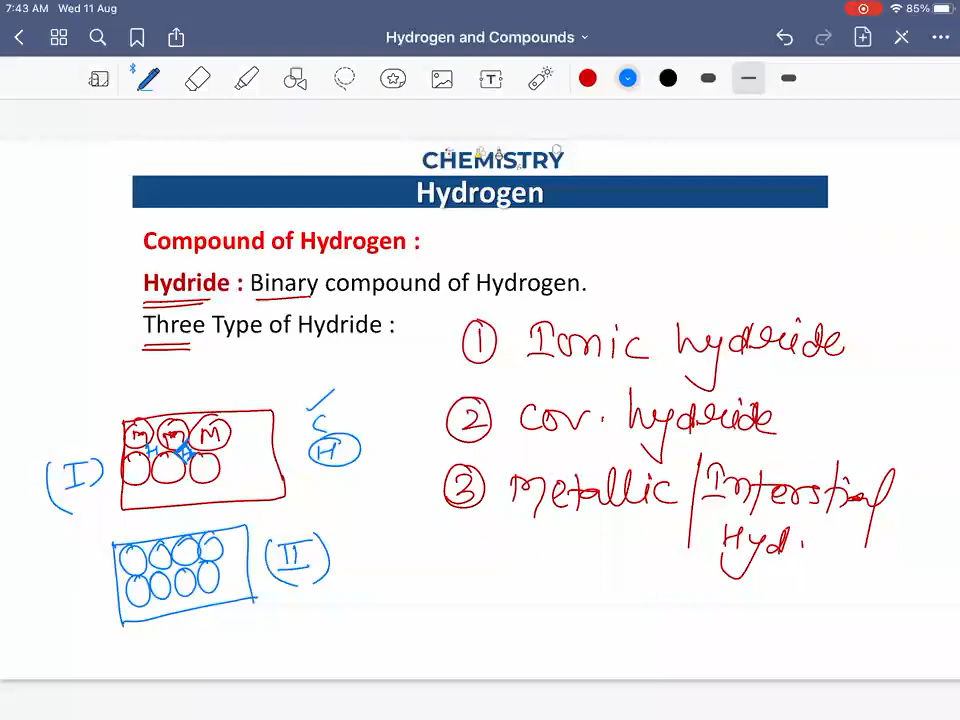 7:43 AM Wed 11 Aug
85%
Hydrogen and Compounds
T
CHEMISTRY
Hydrogen
Compound of Hydrogen :
Hydride : Binary compound of Hydrogen.
Three Type of Hydride :
① Ionic hydride
② Cov. hydride
③ Metallic / Interstial
Hyd.
M M M
H H
(I)
S
H
(II)